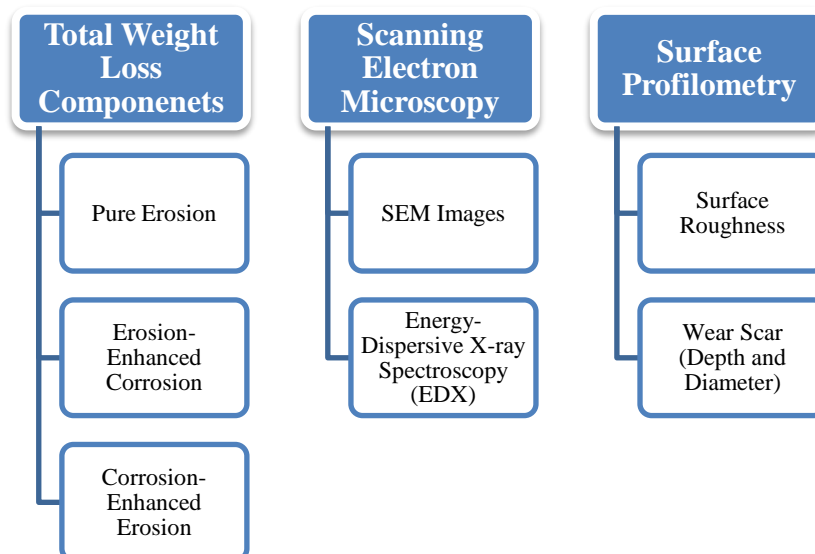 Total Weight
Loss
Componenets
Pure Erosion
Erosion-
Enhanced
Corrosion
Corrosion-
Enhanced
Erosion
Scanning
Electron
Microscopy
SEM Images
Energy-
Dispersive X-ray
Spectroscopy
(EDX)
Surface
Profilometry
Surface
Roughness
Wear Scar
(Depth and
Diameter)